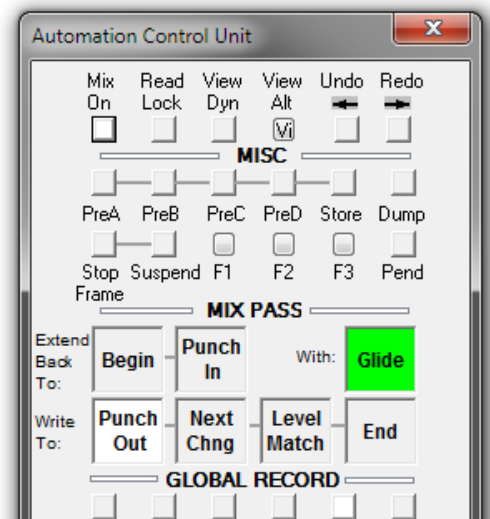 Automation Control Unit
x
Mix Read View View Undo Redo
On Lock Dyn Alt
Vi
MISC
PreA PreB PreC PreD Store Dump
Stop Suspend F1 F2 F3 Pend
Frame
MIX PASS
Extend
Back
To:
Begin
Punch
In
With:
Glide
Write
To:
Punch
Out
Next
Chng
Level
Match
End
GLOBAL RECORD